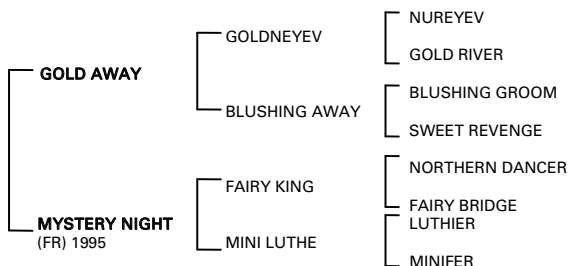 NUREYEV
GOLDNEYEV
GOLD RIVER
GOLD AWAY
BLUSHING GROOM
BLUSHING AWAY
SWEET REVENGE
NORTHERN DANCER
FAIRY KING
FAIRY BRIDGE
MYSTERY NIGHT
(FR) 1995
LUTHIER
MINI LUTHE
MINIFER